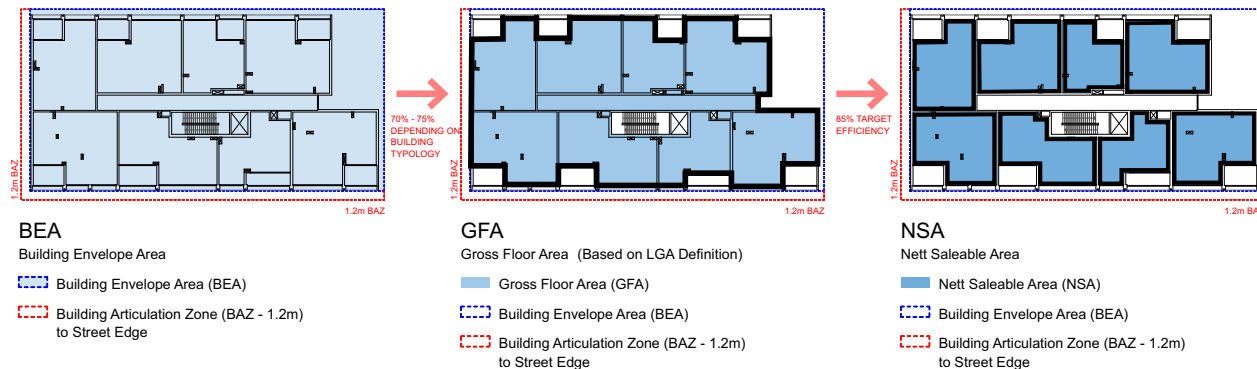 1.2m BAZ
1.2m BAZ
70% - 75%
DEPENDING ON
BUILDING
TYPOLOGY
1.2m BAZ
1.2m BAZ
85% TARGET
EFFICIENCY
1.2m BAZ
1.2m BAZ
BEA
Building Envelope Area
Building Envelope Area (BEA)
Building Articulation Zone (BAZ - 1.2m)
to Street Edge
GFA
Gross Floor Area (Based on LGA Definition)
Gross Floor Area (GFA)
Building Envelope Area (BEA)
Building Articulation Zone (BAZ - 1.2m)
to Street Edge
NSA
Nett Saleable Area
Nett Saleable Area (NSA)
Building Envelope Area (BEA)
Building Articulation Zone (BAZ - 1.2m)
to Street Edge